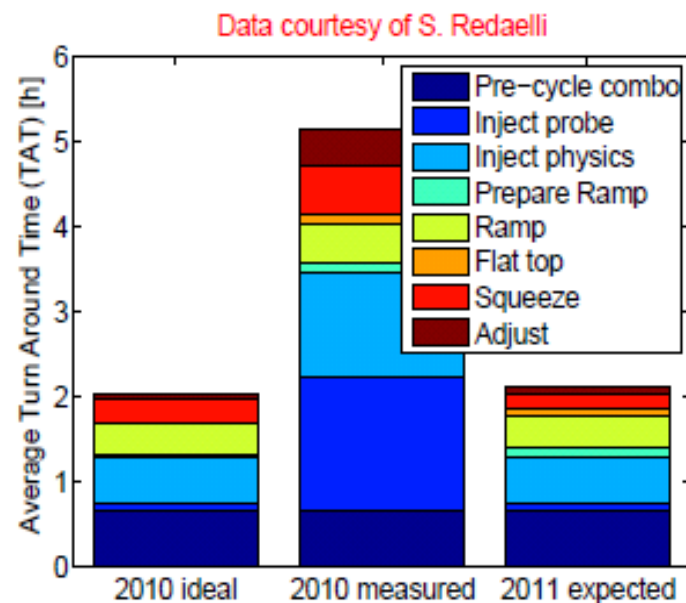 Data courtesy of S. Redaelli
Average Turn Around Time (TAT) [h]
6
5
4
3
2
1
0
Pre-cycle combo
Inject probe
Inject physics
Prepare Ramp
Ramp
Flat top
Squeeze
Adjust
2010 ideal
2010 measured
2011 expected